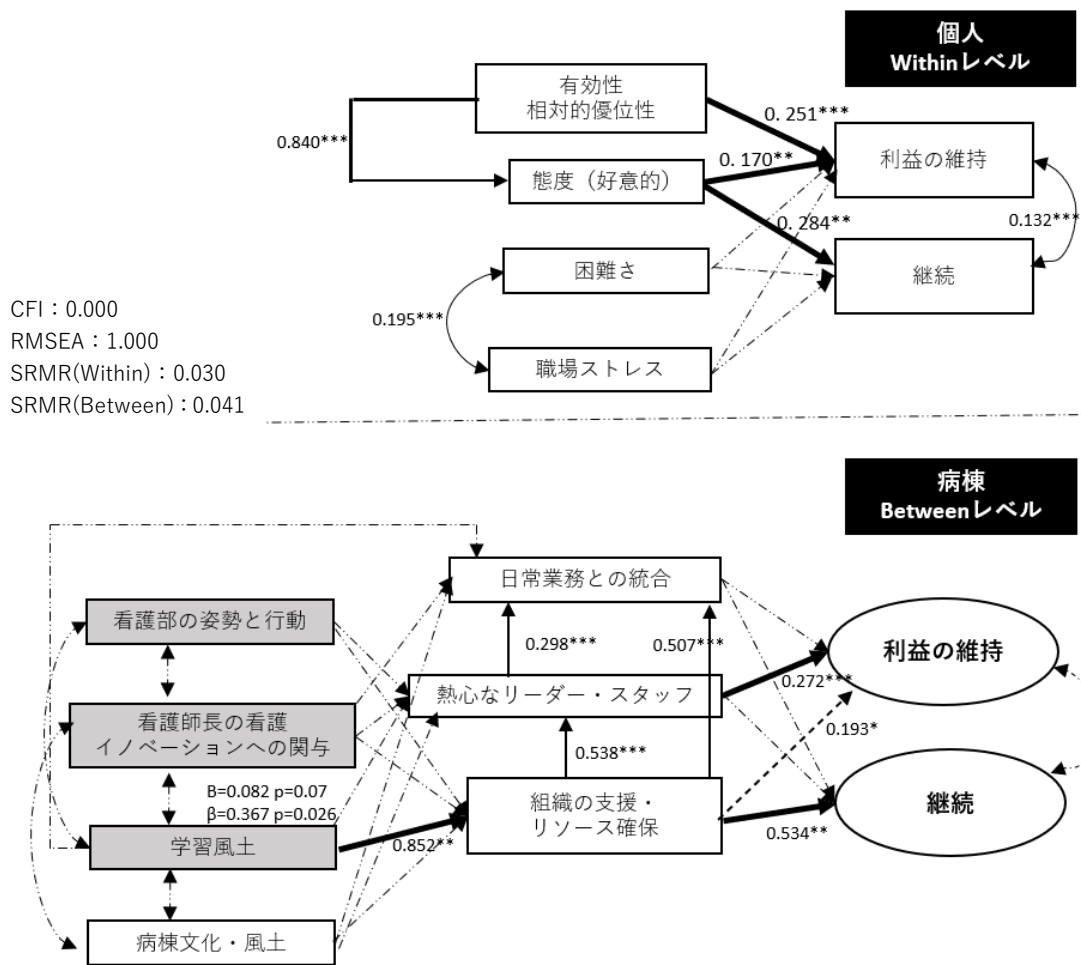 個人
Withinレベル
有効性
相対的優位性
0. 251***
0.840***
0. 170**
利益の維持
態度（好意的）
0. 284**
0.132***
困難さ
継続
CFI：0.000
RMSEA：1.000
SRMR(Within)：0.030
SRMR(Between)：0.041
0.195***
職場ストレス
病棟
Betweenレベル
日常業務との統合
看護部の姿勢と行動
0.298***
0.507***
利益の維持
熱心なリーダー・スタッフ
0.272***
看護師長の看護
イノベーションへの関与
0.193*
0.538***
B=0.082 p=0.07
β=0.367 p=0.026
組織の支援・
リソース確保
継続
学習風土
0.852**
0.534**
病棟文化・風土